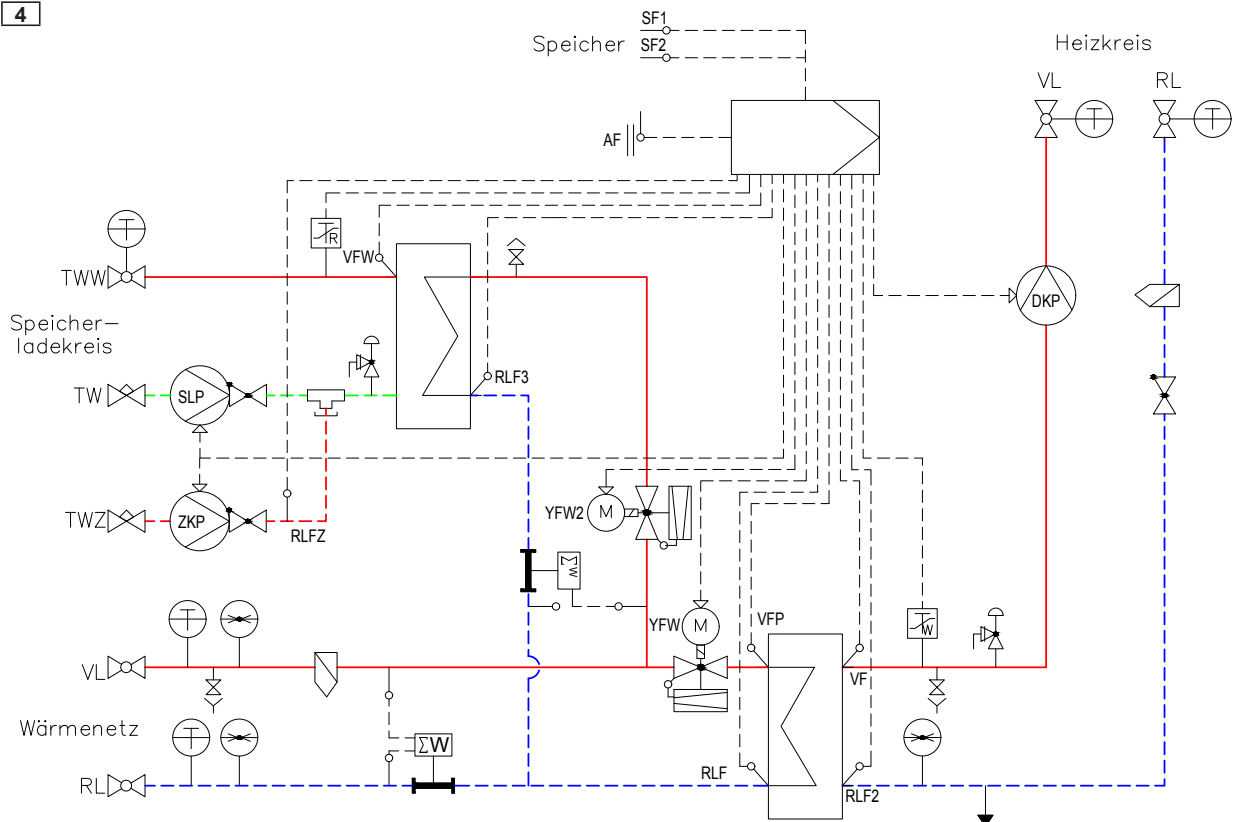 4
SF1
Speicher
SF2
Heizkreis
VL
RL
T
T
AF
T
R
VFW
TWW
DKP
Speicher–
ladekreis
RLF3
TW
SLP
YFW2
M
TWZ
ZKP
RLFZ
ΣW
T
YFW
M
VFP
W
VL
VF
Wärmenetz
T
ΣW
RL
RLF
RLF2